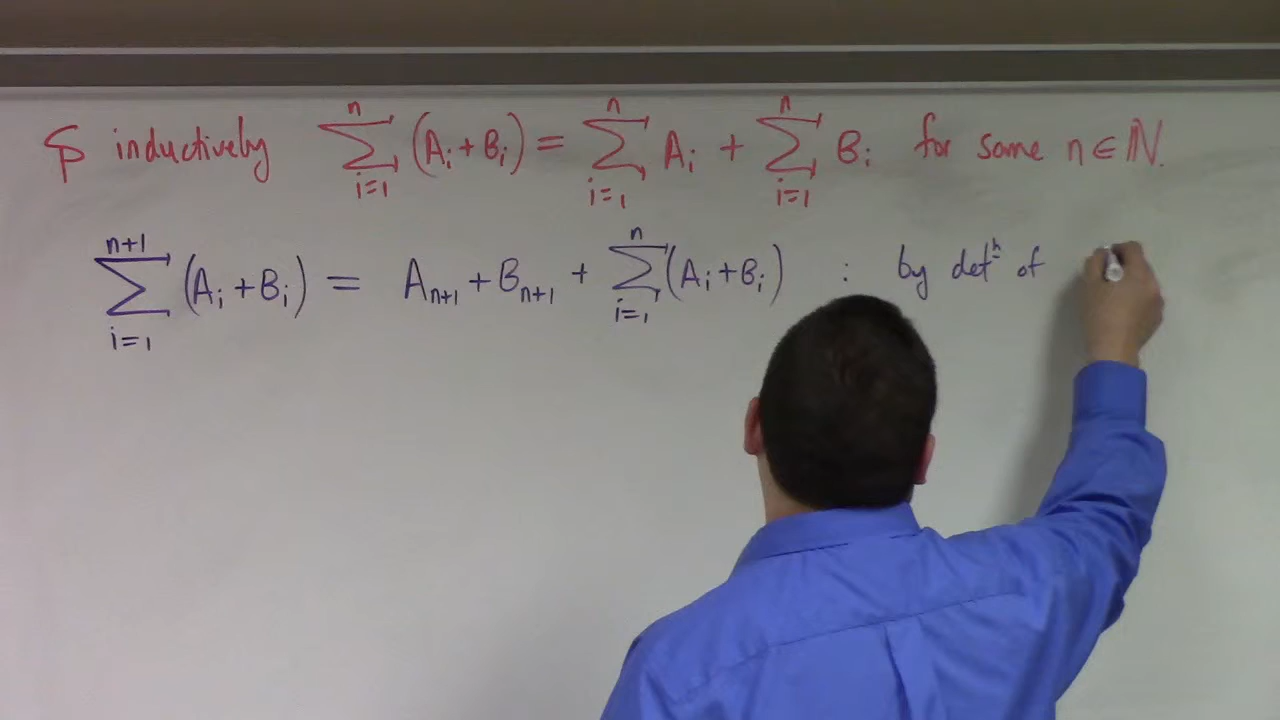 Sp inductively ∑_{i=1}^{n} (A_i + B_i) = ∑_{i=1}^{n} A_i + ∑_{i=1}^{n} B_i for some n ∈ ℕ.
∑_{i=1}^{n+1} (A_i + B_i) = A_{n+1} + B_{n+1} + ∑_{i=1}^{n} (A_i + B_i) : by def^n of